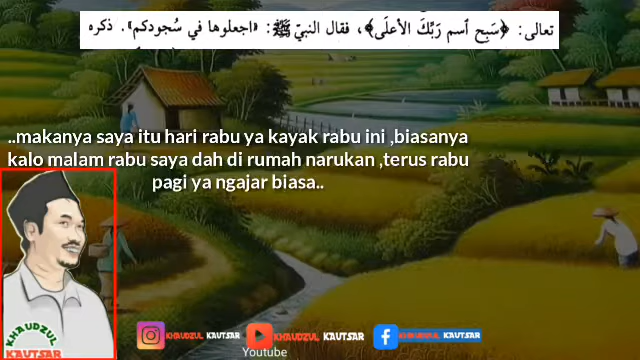 تعالى: ﴿سَبِح ٱسم رَبِّكَ الأعلَى﴾، فقال النبيّ ﷺ: «اجعلوها في سُجودكم». ذكره
..makanya saya itu hari rabu ya kayak rabu ini ,biasanya
kalo malam rabu saya dah di rumah narukan ,terus rabu
pagi ya ngajar biasa..
KHAUDZUL
KAUTSAR
KHAUDZUL KAUTSAR
KHAUDZUL KAUTSAR
KHAUDZUL KAUTSAR
Youtube